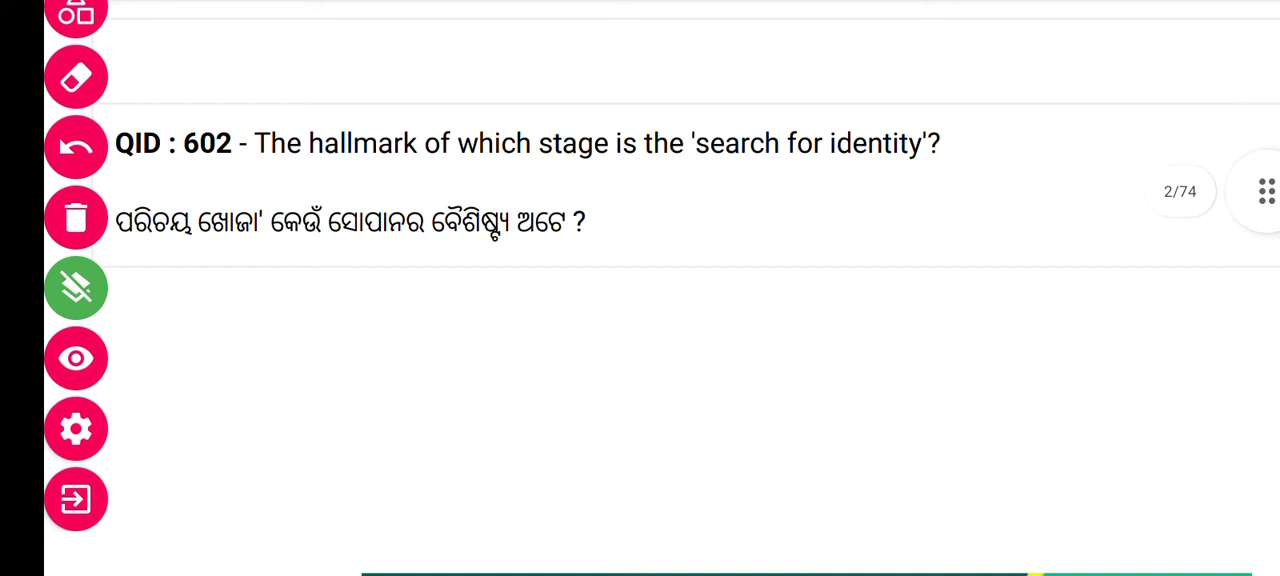 QID : 602 - The hallmark of which stage is the 'search for identity'?
2/74
ପରିଚୟ ଖୋଜା' କେଉଁ ସୋପାନର ବୈଶିଷ୍ଟ୍ୟ ଅଟେ ?